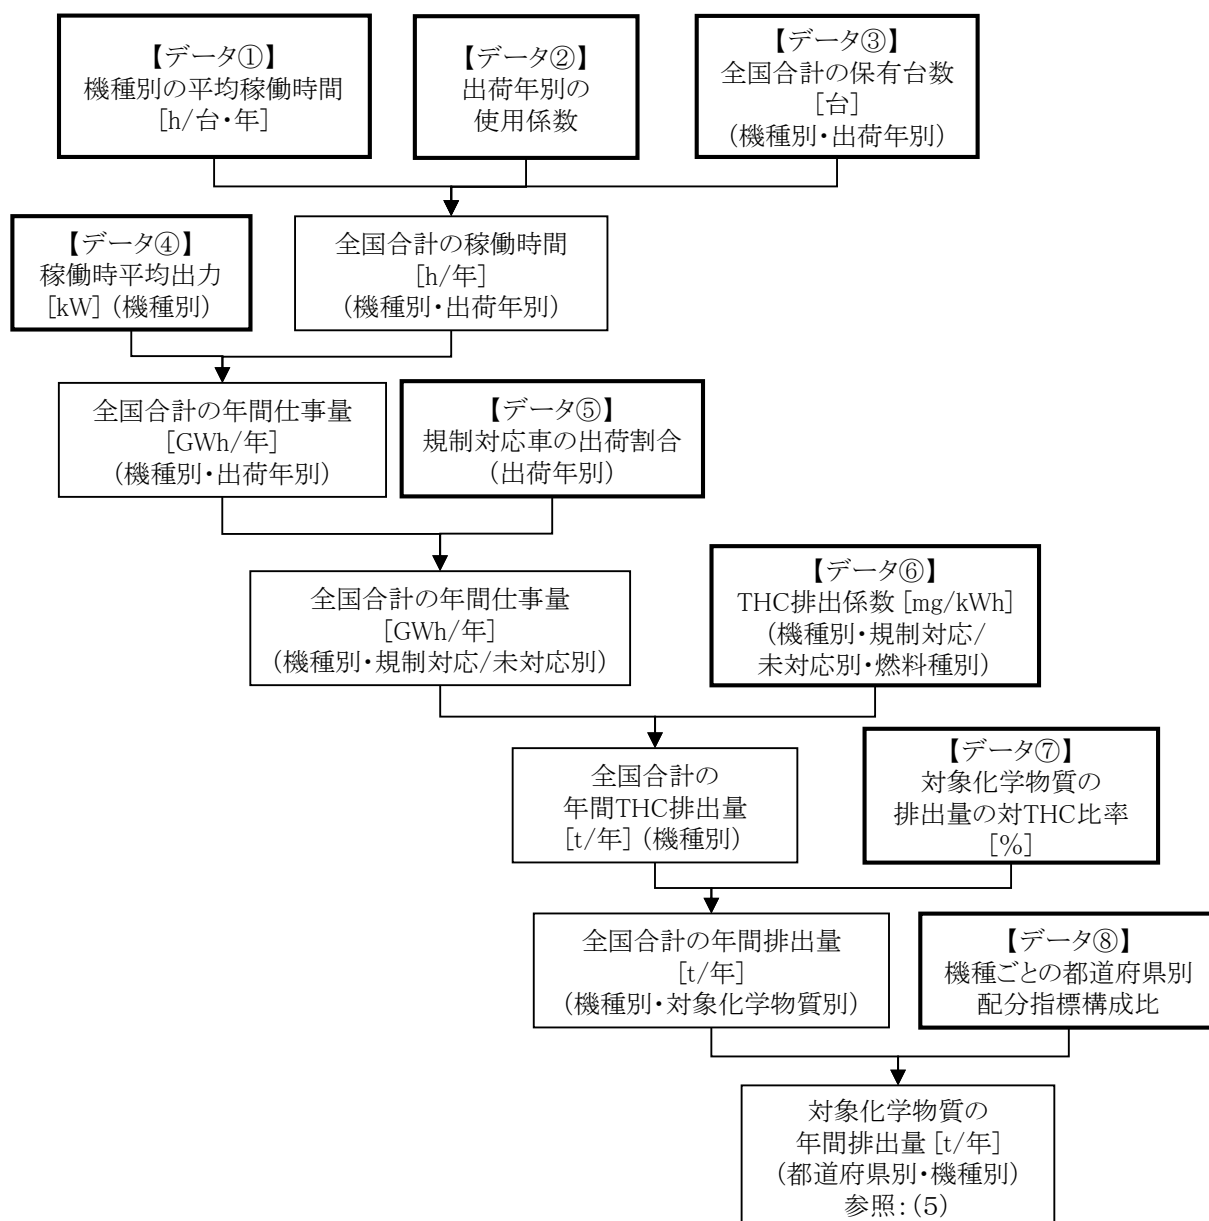 【データ①】
機種別の平均稼働時間
[h/台・年]
【データ②】
出荷年別の
使用係数
【データ③】
全国合計の保有台数
[台]
(機種別・出荷年別)
【データ④】
稼働時平均出力
[kW] (機種別)
全国合計の稼働時間
[h/年]
(機種別・出荷年別)
全国合計の年間仕事量
[GWh/年]
(機種別・出荷年別)
【データ⑤】
規制対応車の出荷割合
(出荷年別)
全国合計の年間仕事量
[GWh/年]
(機種別・規制対応/未対応別)
【データ⑥】
THC排出係数 [mg/kWh]
(機種別・規制対応/
未対応別・燃料種別)
全国合計の
年間THC排出量
[t/年] (機種別)
【データ⑦】
対象化学物質の
排出量の対THC比率
[%]
全国合計の年間排出量
[t/年]
(機種別・対象化学物質別)
【データ⑧】
機種ごとの都道府県別
配分指標構成比
対象化学物質の
年間排出量 [t/年]
(都道府県別・機種別)
参照：(5)